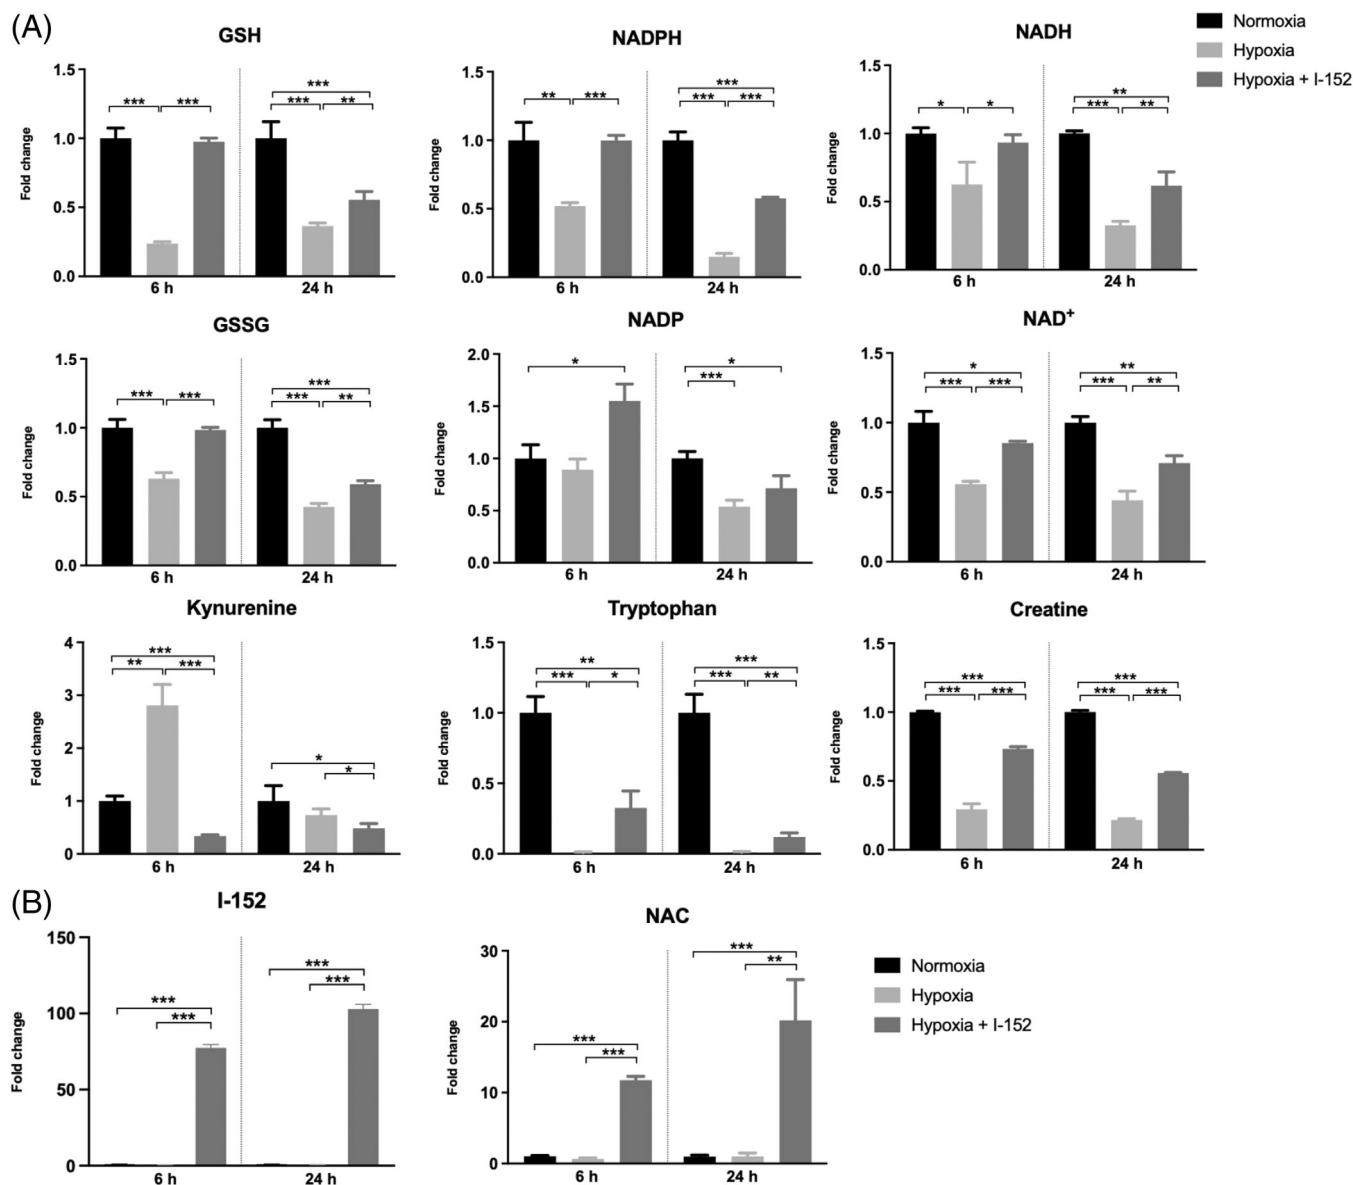 (A)
GSH
NADPH
NADH
Normoxia
Hypoxia
Hypoxia + I-152
Fold change
1.5
1.0
0.5
0.0
*** ***
***
*** **
6 h
24 h
Fold change
1.5
1.0
0.5
0.0
** ***
***
*** ***
6 h
24 h
Fold change
1.5
1.0
0.5
0.0
* *
**
*** **
6 h
24 h
GSSG
NADP
NAD+
Fold change
1.5
1.0
0.5
0.0
*** ***
***
*** **
6 h
24 h
Fold change
2.0
1.5
1.0
0.5
0.0
*
*
***
6 h
24 h
Fold change
1.5
1.0
0.5
0.0
*
*** ***
**
*** **
6 h
24 h
Kynurenine
Tryptophan
Creatine
Fold change
4
3
2
1
0
***
** ***
*
*
6 h
24 h
Fold change
1.5
1.0
0.5
0.0
**
*** *
***
*** **
6 h
24 h
Fold change
1.5
1.0
0.5
0.0
***
*** ***
***
*** ***
6 h
24 h
(B)
I-152
NAC
Fold change
150
100
50
0
***
***
***
***
6 h
24 h
Fold change
30
20
10
0
***
***
***
**
6 h
24 h
Normoxia
Hypoxia
Hypoxia + I-152